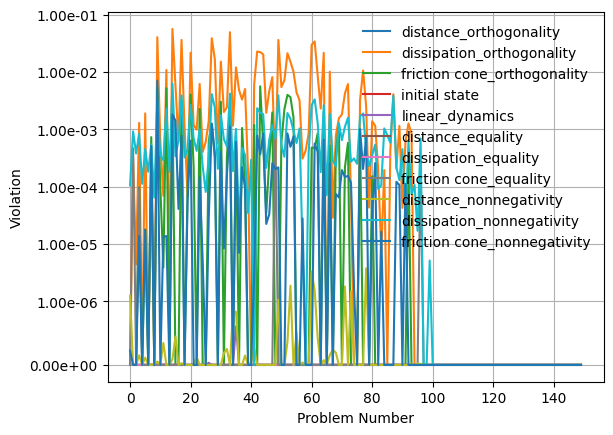 1.00e-01
1.00e-02
1.00e-03
1.00e-04
1.00e-05
1.00e-06
0.00e+00
Violation
distance_orthogonality
dissipation_orthogonality
friction cone_orthogonality
initial state
linear_dynamics
distance_equality
dissipation_equality
friction cone_equality
distance_nonnegativity
dissipation_nonnegativity
friction cone_nonnegativity
0 20 40 60 80 100 120 140
Problem Number